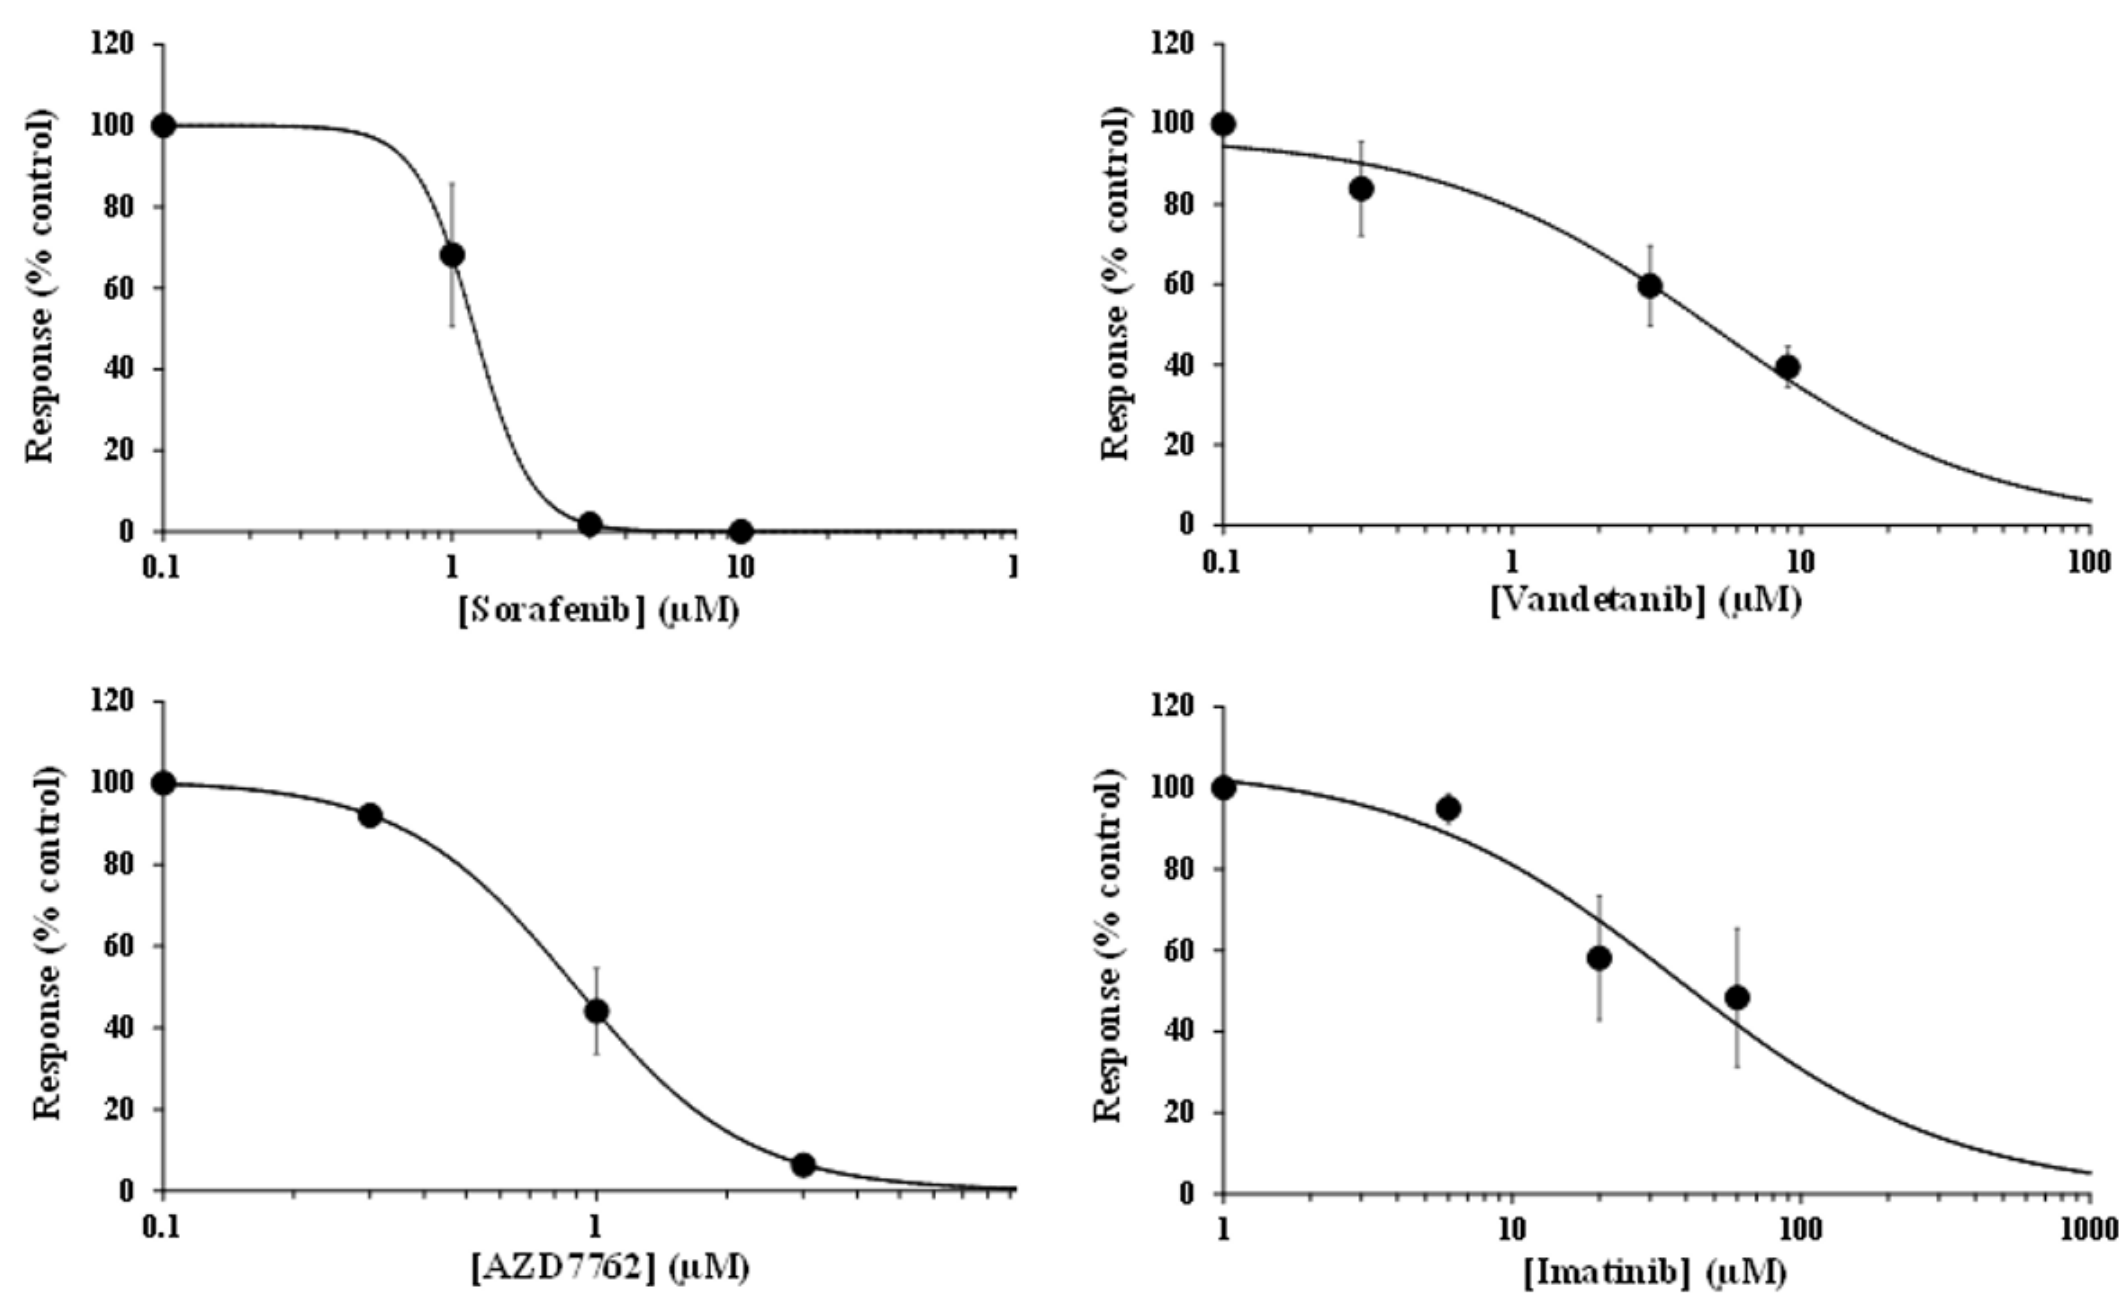 120
100
80
60
40
20
0
Response (% control)
0.1 1 10 1
[Sorafenib] (μM)
120
100
80
60
40
20
0
Response (% control)
0.1 1 10 100
[Vandetanib] (μM)
120
100
80
60
40
20
0
Response (% control)
0.1 1
[AZD7762] (μM)
120
100
80
60
40
20
0
Response (% control)
1 10 100 1000
[Imatinib] (μM)